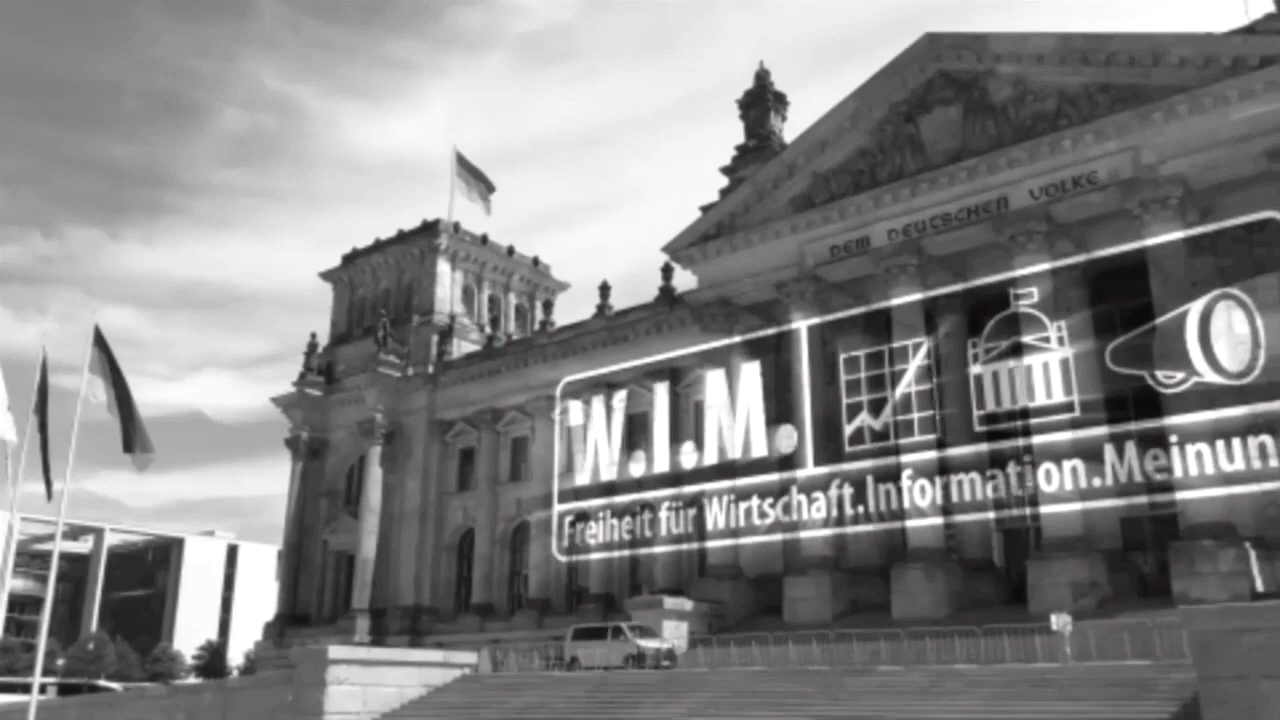 DEM DEUTSCHEN VOLKE
W.I.M.
Freiheit für Wirtschaft.Information.Meinun